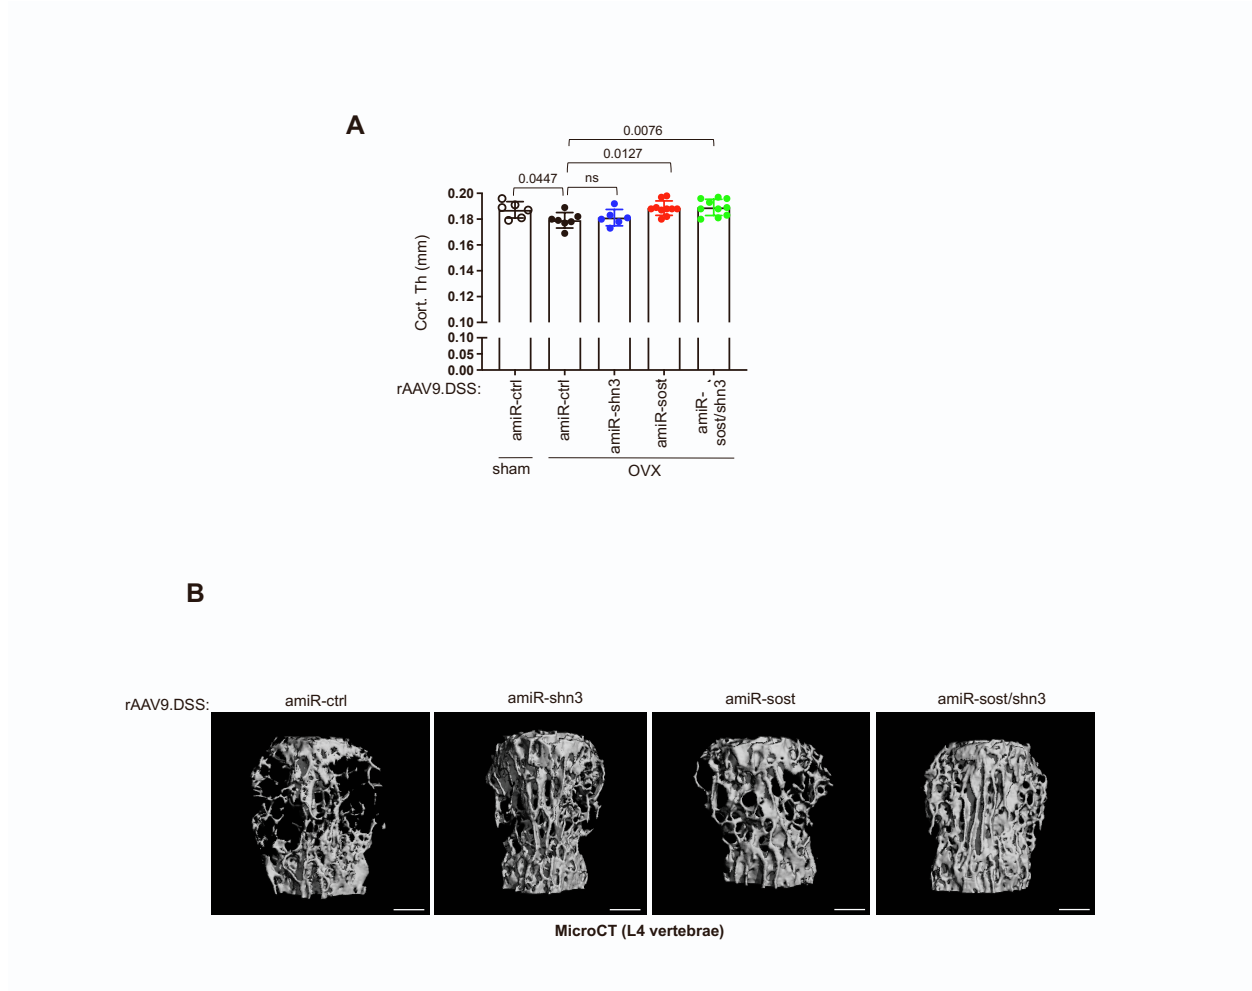 A
0.0076
0.0127
0.0447
ns
0.20
0.18
0.16
0.14
0.12
0.10
0.10
0.05
0.00
Cort. Th (mm)
rAAV9.DSS:
amiR-ctrl
amiR-ctrl
amiR-shn3
amiR-sost
amiR-
sost/shn3
sham
OVX
B
rAAV9.DSS:
amiR-ctrl
amiR-shn3
amiR-sost
amiR-sost/shn3
MicroCT (L4 vertebrae)